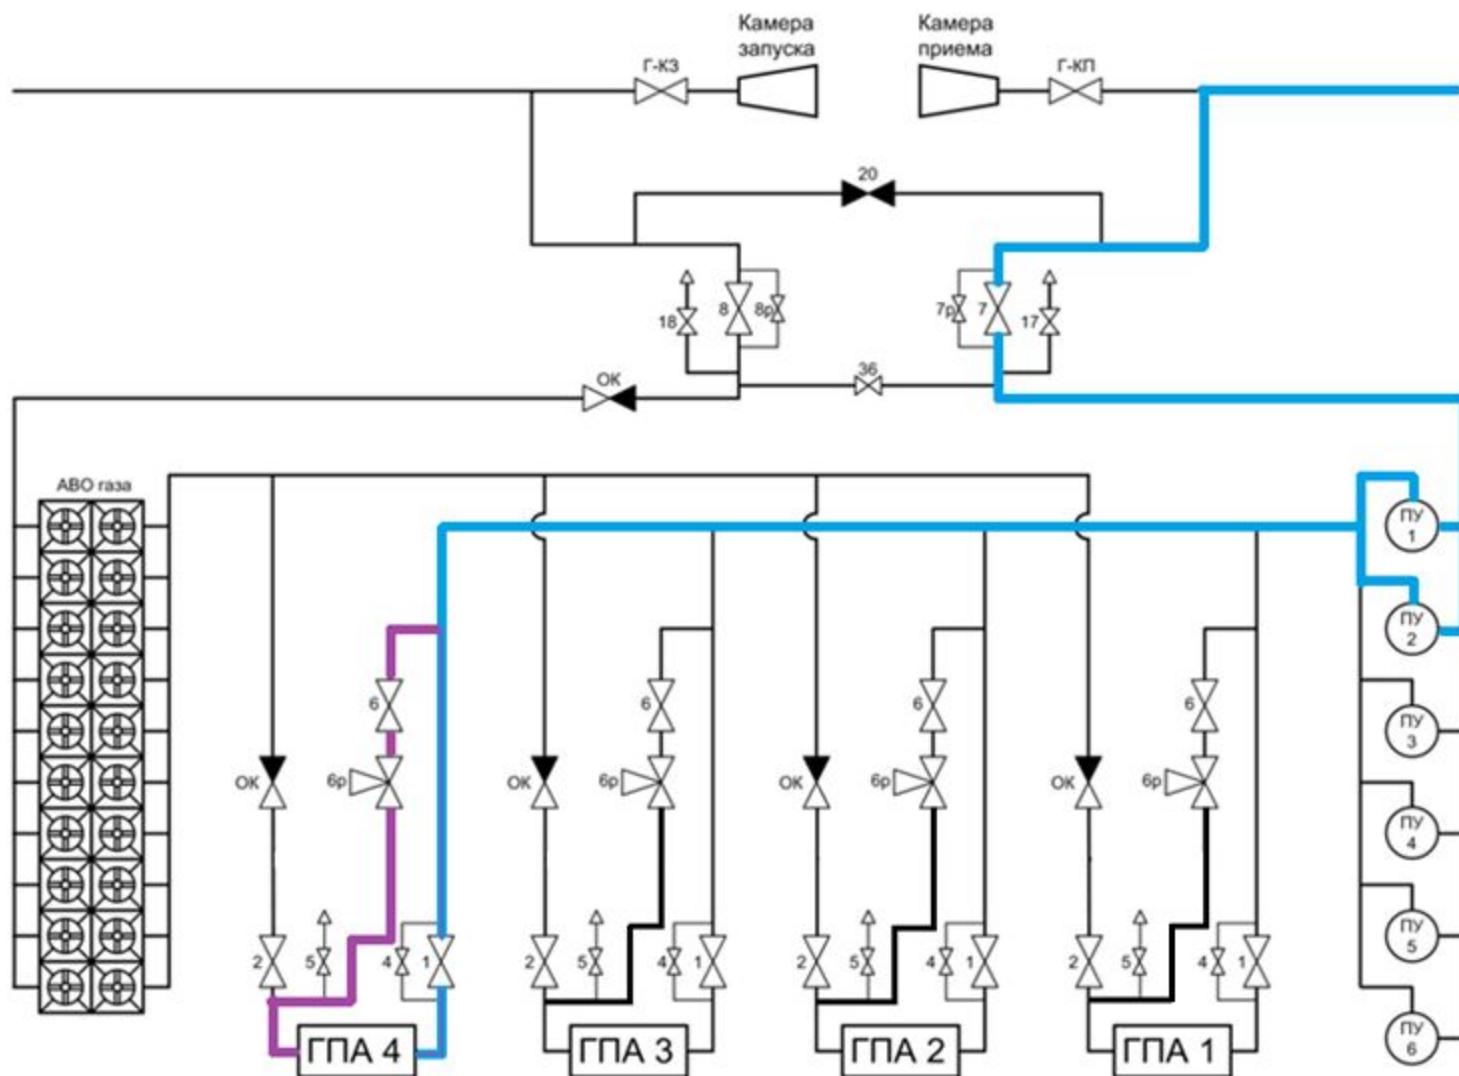 Камера
запуска
Камера
приема
Г-КЗ
Г-КП
20
18
8
8р
7р
7
17
ОК
36
АВО газа
ПУ
1
ПУ
2
6
6
6
6
ПУ
3
ОК
6р
ОК
6р
ОК
6р
ОК
6р
ПУ
4
2
5
4
1
2
5
4
1
2
5
4
1
2
5
4
1
ПУ
5
ГПА 4
ГПА 3
ГПА 2
ГПА 1
ПУ
6